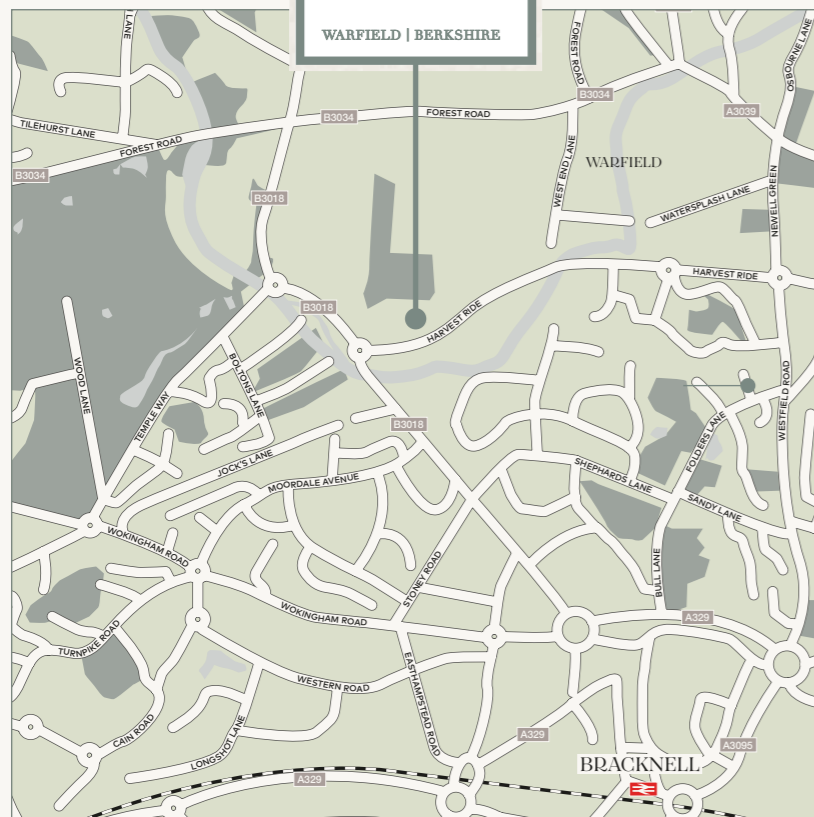 WARFIELD | BERKSHIRE
LANE
FOREST ROAD
OSBOURNE LANE
B3034
A3039
B3034
FOREST ROAD
TILEHURST LANE
FOREST ROAD
WEST END LANE
WARFIELD
B3034
B3018
WATERSPLASH LANE
NEWELL GREEN
HARVEST RIDE
B3018
HARVEST RIDE
WOOD LANE
BOLTONS LANE
WESTFIELD ROAD
TEMPLE WAY
B3018
FOLDERS LANE
JOCK'S LANE
MOORDALE AVENUE
SHEPHARDS LANE
SANDY LANE
WOKINGHAM ROAD
STONEY ROAD
BULL LANE
WOKINGHAM ROAD
A329
TURNPIKE ROAD
WESTERN ROAD
EASTHAMPSTEAD ROAD
CAIN ROAD
LONGSHOT LANE
A329
A3095
BRACKNELL
A329